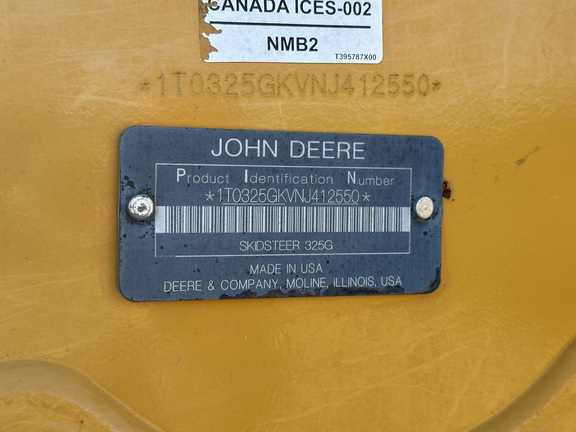 CANADA ICES-002
NMB2
T395787X00
*1T0325GKVNJ412550*
JOHN DEERE
Product Identification Number
*1T0325GKVNJ412550*
SKIDSTEER 325G
MADE IN USA
DEERE & COMPANY, MOLINE, ILLINOIS, USA